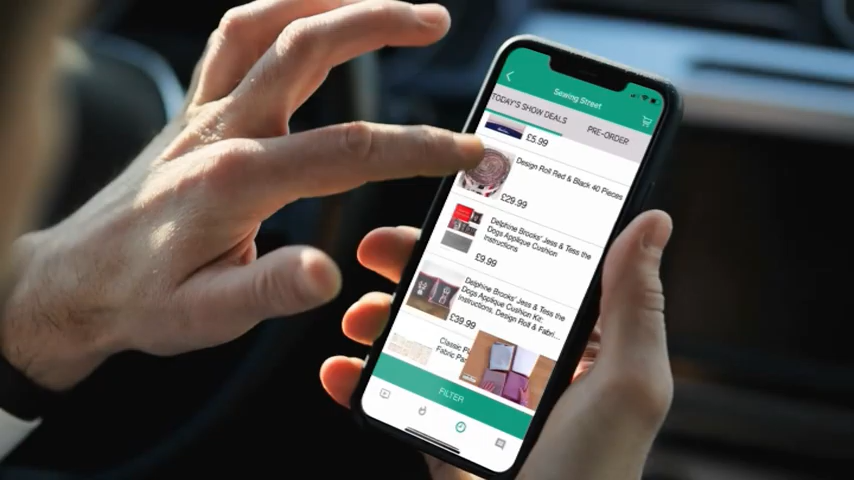 Sewing Street
TODAY'S SHOW DEALS
PRE-ORDER
£5.99
Design Roll Red & Black 40 Pieces
£29.99
Delphine Brooks' Jess & Tess the
Dogs Applique Cushion
Instructions
£9.99
Delphine Brooks' Jess & Tess the
Dogs Applique Cushion Kit:
Instructions, Design Roll & Fabri...
£39.99
Classic
Fabric
FILTER